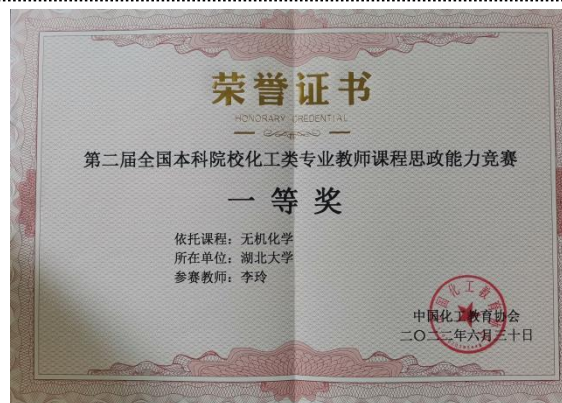 荣誉证书
HONORARY CREDENTIAL
第二届全国本科院校化工类专业教师课程思政能力竞赛
一等奖
依托课程：无机化学
所在单位：湖北大学
参赛教师：李玲
中国化工教育协会
二〇二二年六月三十日